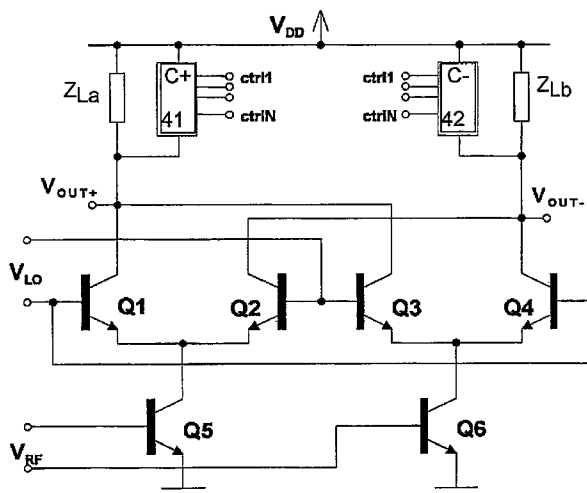 V_DD
Z_La
C+
41
ctrl1
ctrlN
ctrl1
ctrlN
C-
42
Z_Lb
V_OUT+
V_OUT-
V_LO
Q1
Q2
Q3
Q4
Q5
Q6
V_RF